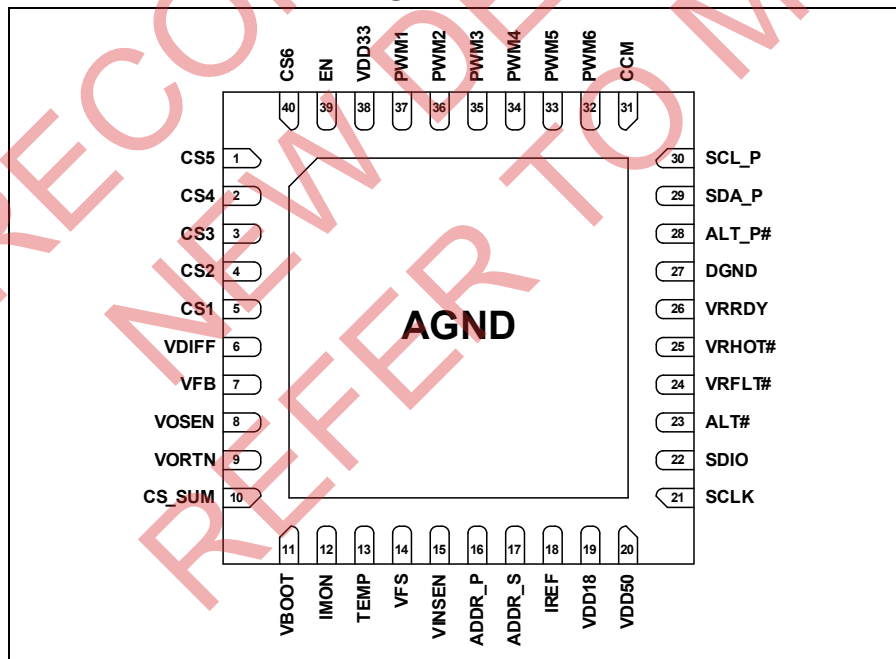 CS6
EN
VDD33
PWM1
PWM2
PWM3
PWM4
PWM5
PWM6
CCM
40
39
38
37
36
35
34
33
32
31
CS5 1
CS4 2
CS3 3
CS2 4
CS1 5
VDIFF 6
VFB 7
VOSEN 8
VORTN 9
CS_SUM 10
AGND
30 SCL_P
29 SDA_P
28 ALT_P#
27 DGND
26 VRRDY
25 VRHOT#
24 VRFLT#
23 ALT#
22 SDIO
21 SCLK
11
12
13
14
15
16
17
18
19
20
VBOOT
IMON
TEMP
VFS
VINSEN
ADDR_P
ADDR_S
IREF
VDD18
VDD50
NEW DE
REFER TO M